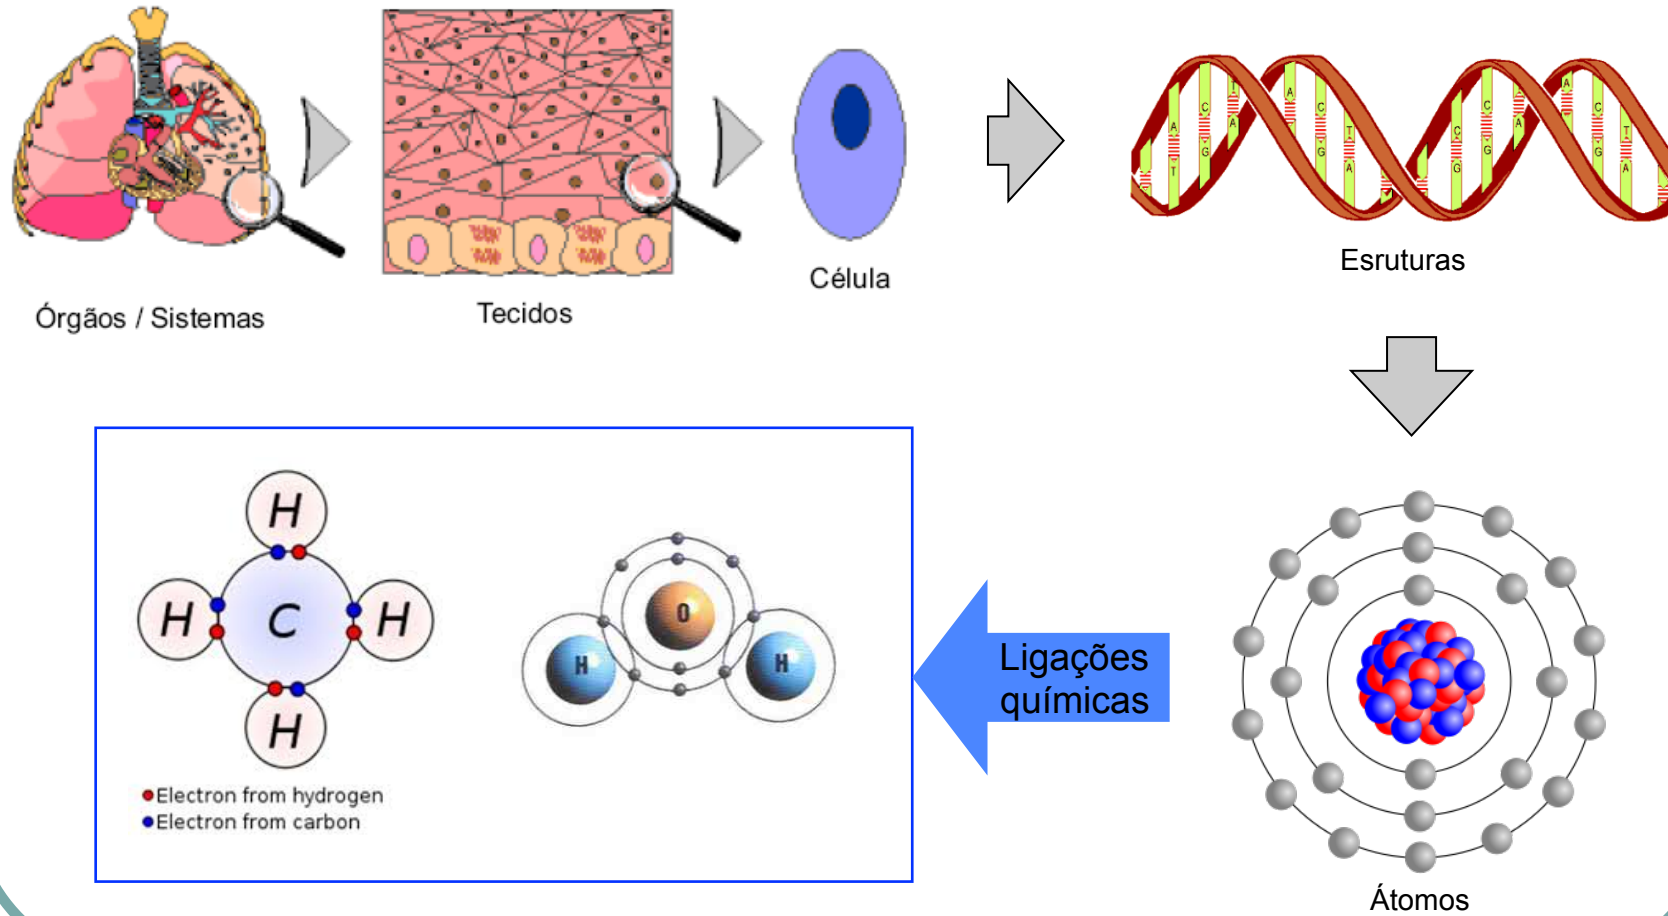 Órgãos / Sistemas
Tecidos
Célula
A
T
C
G
T
A
A
T
C
G
T
A
C
G
C
G
A
A
A
C
G
T
A
Esruturas
H
H
C
H
H
Electron from hydrogen
Electron from carbon
O
H
H
Ligações
químicas
Átomos